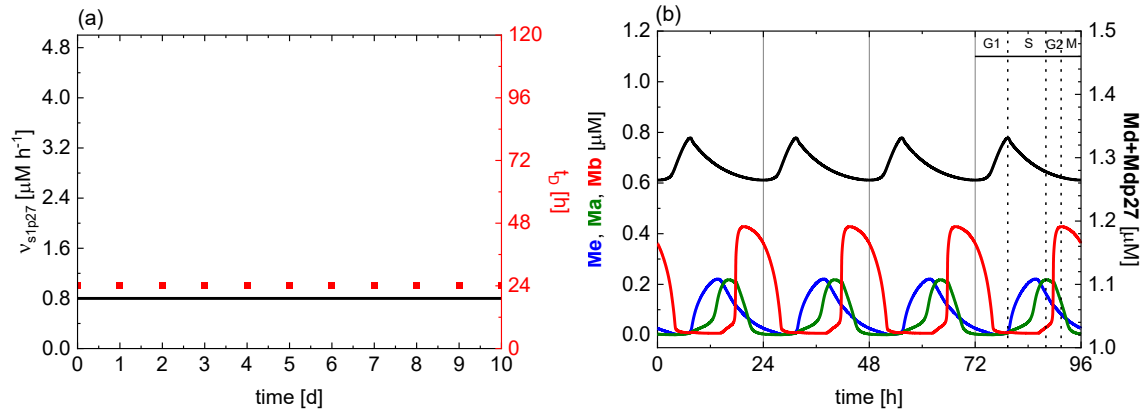 (a)
4.8
4.0
3.2
2.4
1.6
0.8
0.0
ν_s1p27 [μM h⁻¹]
0 1 2 3 4 5 6 7 8 9 10
time [d]
120
96
72
48
24
0
t_D [h]
(b)
1.2
1.0
0.8
0.6
0.4
0.2
0.0
Me, Ma, Mb [μM]
G1 S G2 M
0 24 48 72 96
time [h]
1.5
1.4
1.3
1.2
1.1
1.0
Md+Mdp27 [μM]